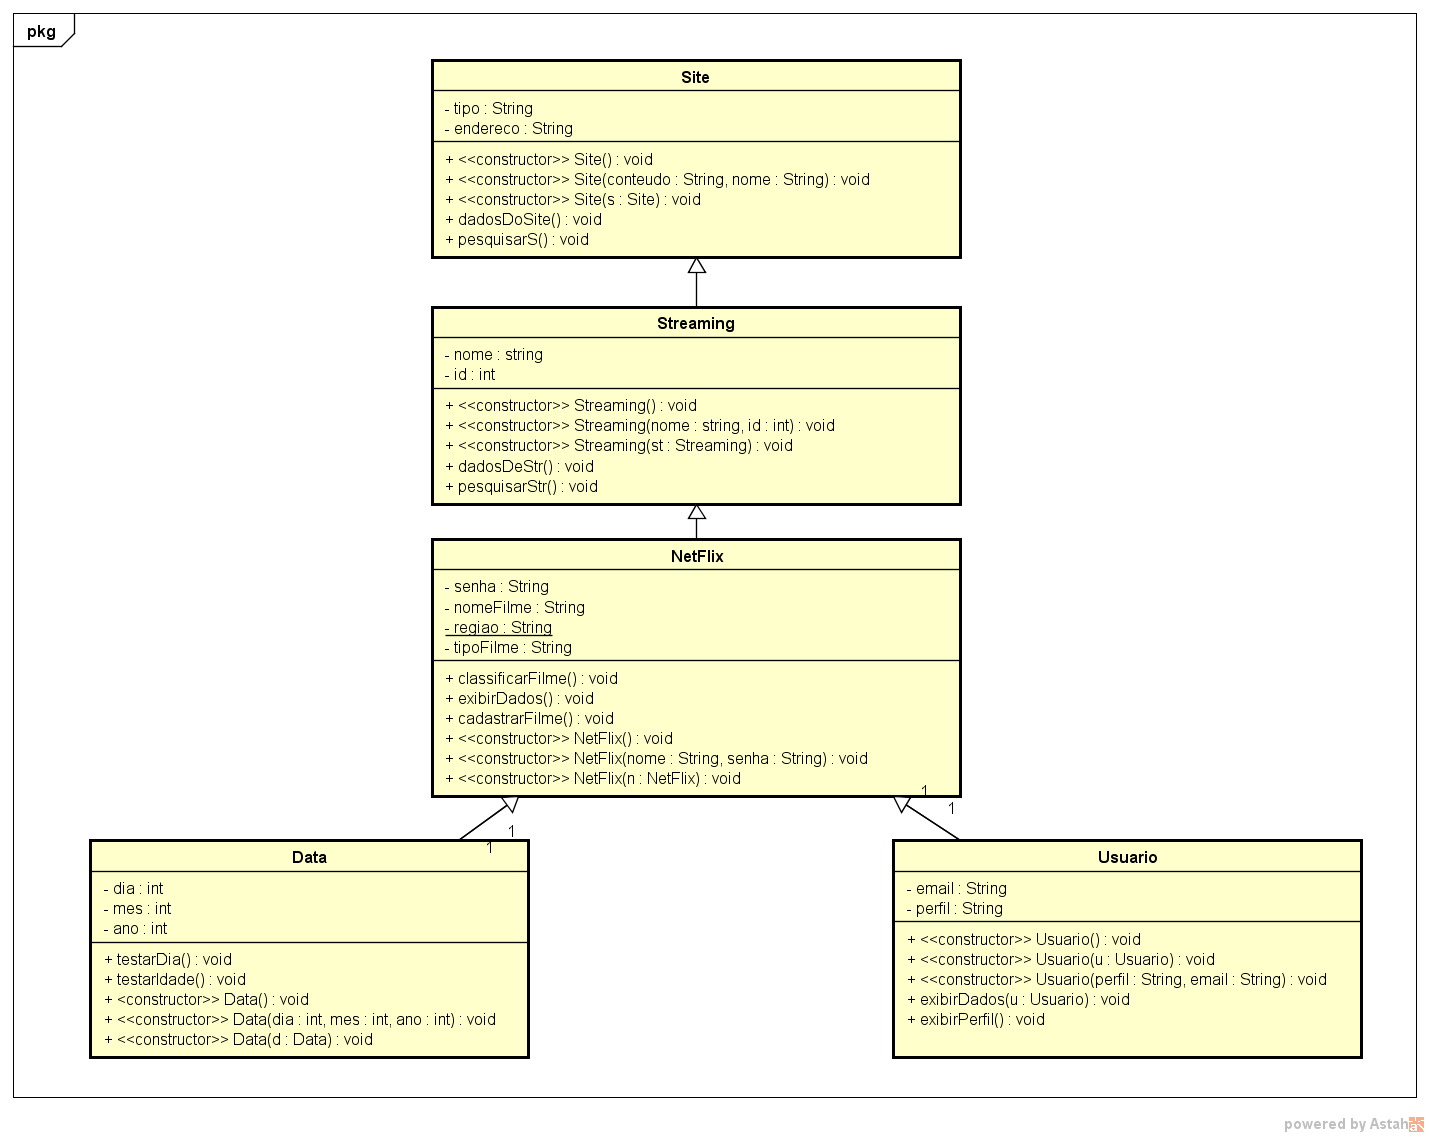 pkg
Site
- tipo : String
- endereco : String
+ <<constructor>> Site() : void
+ <<constructor>> Site(conteudo : String, nome : String) : void
+ <<constructor>> Site(s : Site) : void
+ dadosDoSite() : void
+ pesquisarS() : void
Streaming
- nome : string
- id : int
+ <<constructor>> Streaming() : void
+ <<constructor>> Streaming(nome : string, id : int) : void
+ <<constructor>> Streaming(st : Streaming) : void
+ dadosDeStr() : void
+ pesquisarStr() : void
NetFlix
- senha : String
- nomeFilme : String
- regiao : String
- tipoFilme : String
+ classificarFilme() : void
+ exibirDados() : void
+ cadastrarFilme() : void
+ <<constructor>> NetFlix() : void
+ <<constructor>> NetFlix(nome : String, senha : String) : void
+ <<constructor>> NetFlix(n : NetFlix) : void
1
1
1
1
Data
- dia : int
- mes : int
- ano : int
+ testarDia() : void
+ testarIdade() : void
+ <constructor>> Data() : void
+ <<constructor>> Data(dia : int, mes : int, ano : int) : void
+ <<constructor>> Data(d : Data) : void
Usuario
- email : String
- perfil : String
+ <<constructor>> Usuario() : void
+ <<constructor>> Usuario(u : Usuario) : void
+ <<constructor>> Usuario(perfil : String, email : String) : void
+ exibirDados(u : Usuario) : void
+ exibirPerfil() : void
powered by Astah